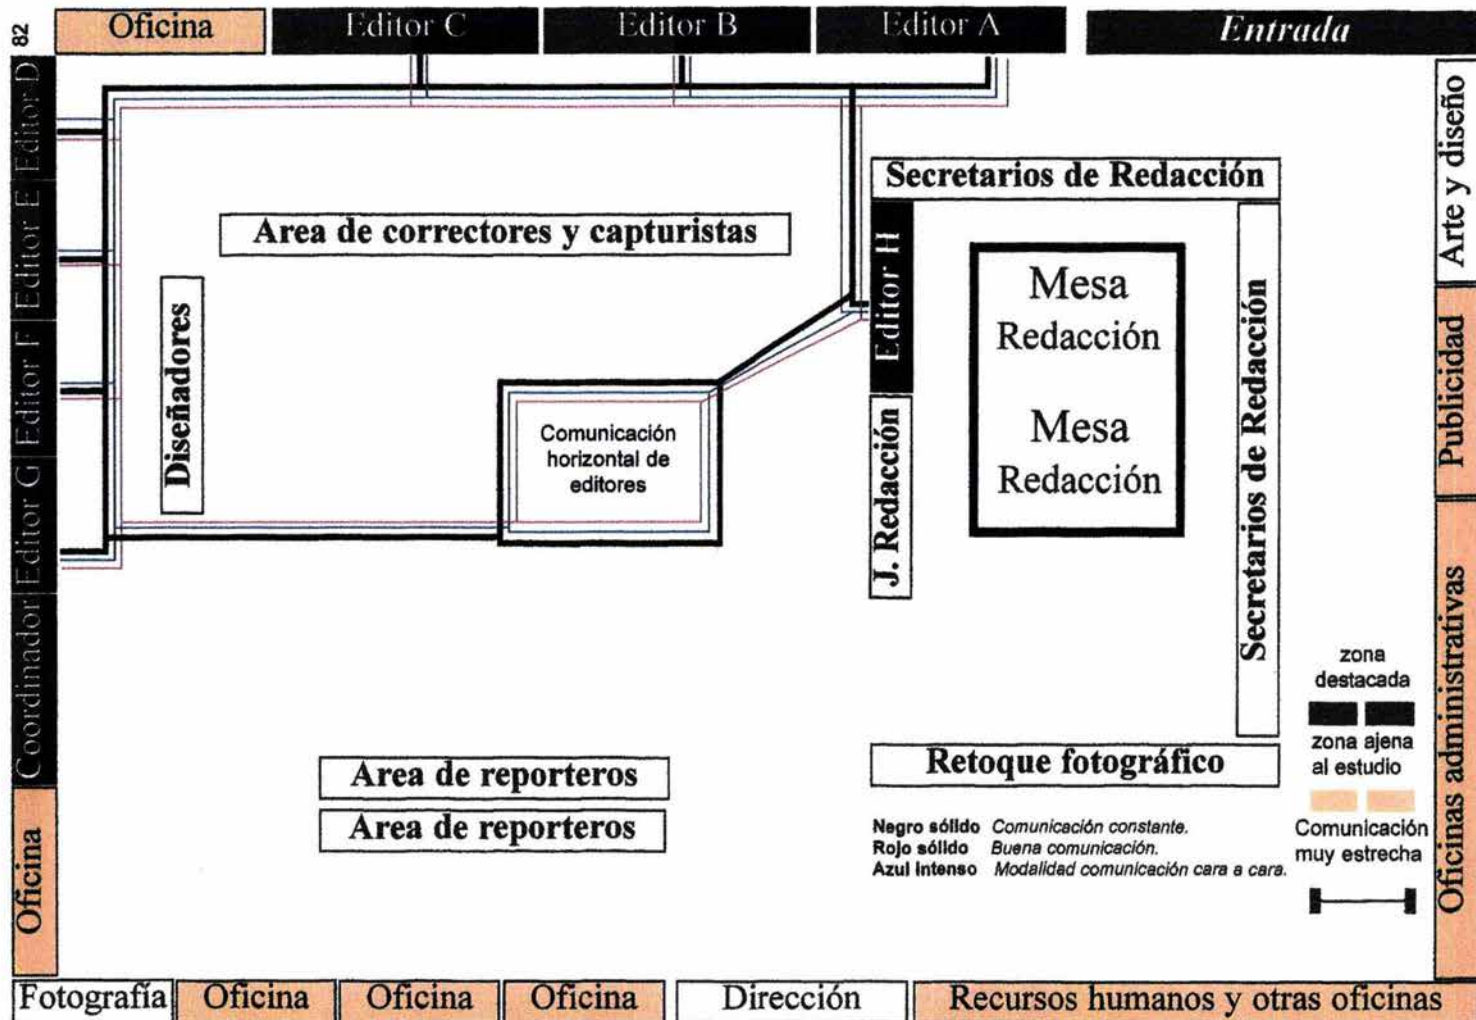 82
Oficina
Editor C
Editor B
Editor A
Entrada
Editor D
Editor E
Editor F
Editor G
Coordinador
Oficina
Arte y diseño
Publicidad
Oficinas administrativas
Secretarios de Redacción
Area de correctores y capturistas
Editor H
Mesa
Redacción
Mesa
Redacción
Secretarios de Redacción
Diseñadores
Comunicación
horizontal de
editores
J. Redacción
zona
destacada
zona ajena
al estudio
Comunicación
muy estrecha
Retoque fotográfico
Area de reporteros
Area de reporteros
Negro sólido Comunicación constante.
Rojo sólido Buena comunicación.
Azul intenso Modalidad comunicación cara a cara.
Fotografía
Oficina
Oficina
Oficina
Dirección
Recursos humanos y otras oficinas